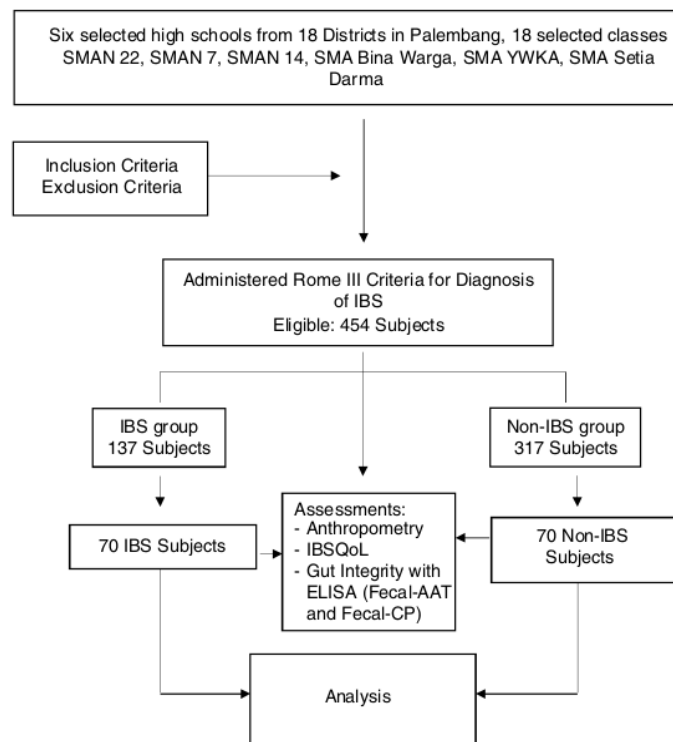 Six selected high schools from 18 Districts in Palembang, 18 selected classes
SMAN 22, SMAN 7, SMAN 14, SMA Bina Warga, SMA YWKA, SMA Setia
Darma
Inclusion Criteria
Exclusion Criteria
Administered Rome III Criteria for Diagnosis
of IBS
Eligible: 454 Subjects
IBS group
137 Subjects
Non-IBS group
317 Subjects
70 IBS Subjects
Assessments:
- Anthropometry
- IBSQoL
- Gut Integrity with
ELISA (Fecal-AAT
and Fecal-CP)
70 Non-IBS
Subjects
Analysis